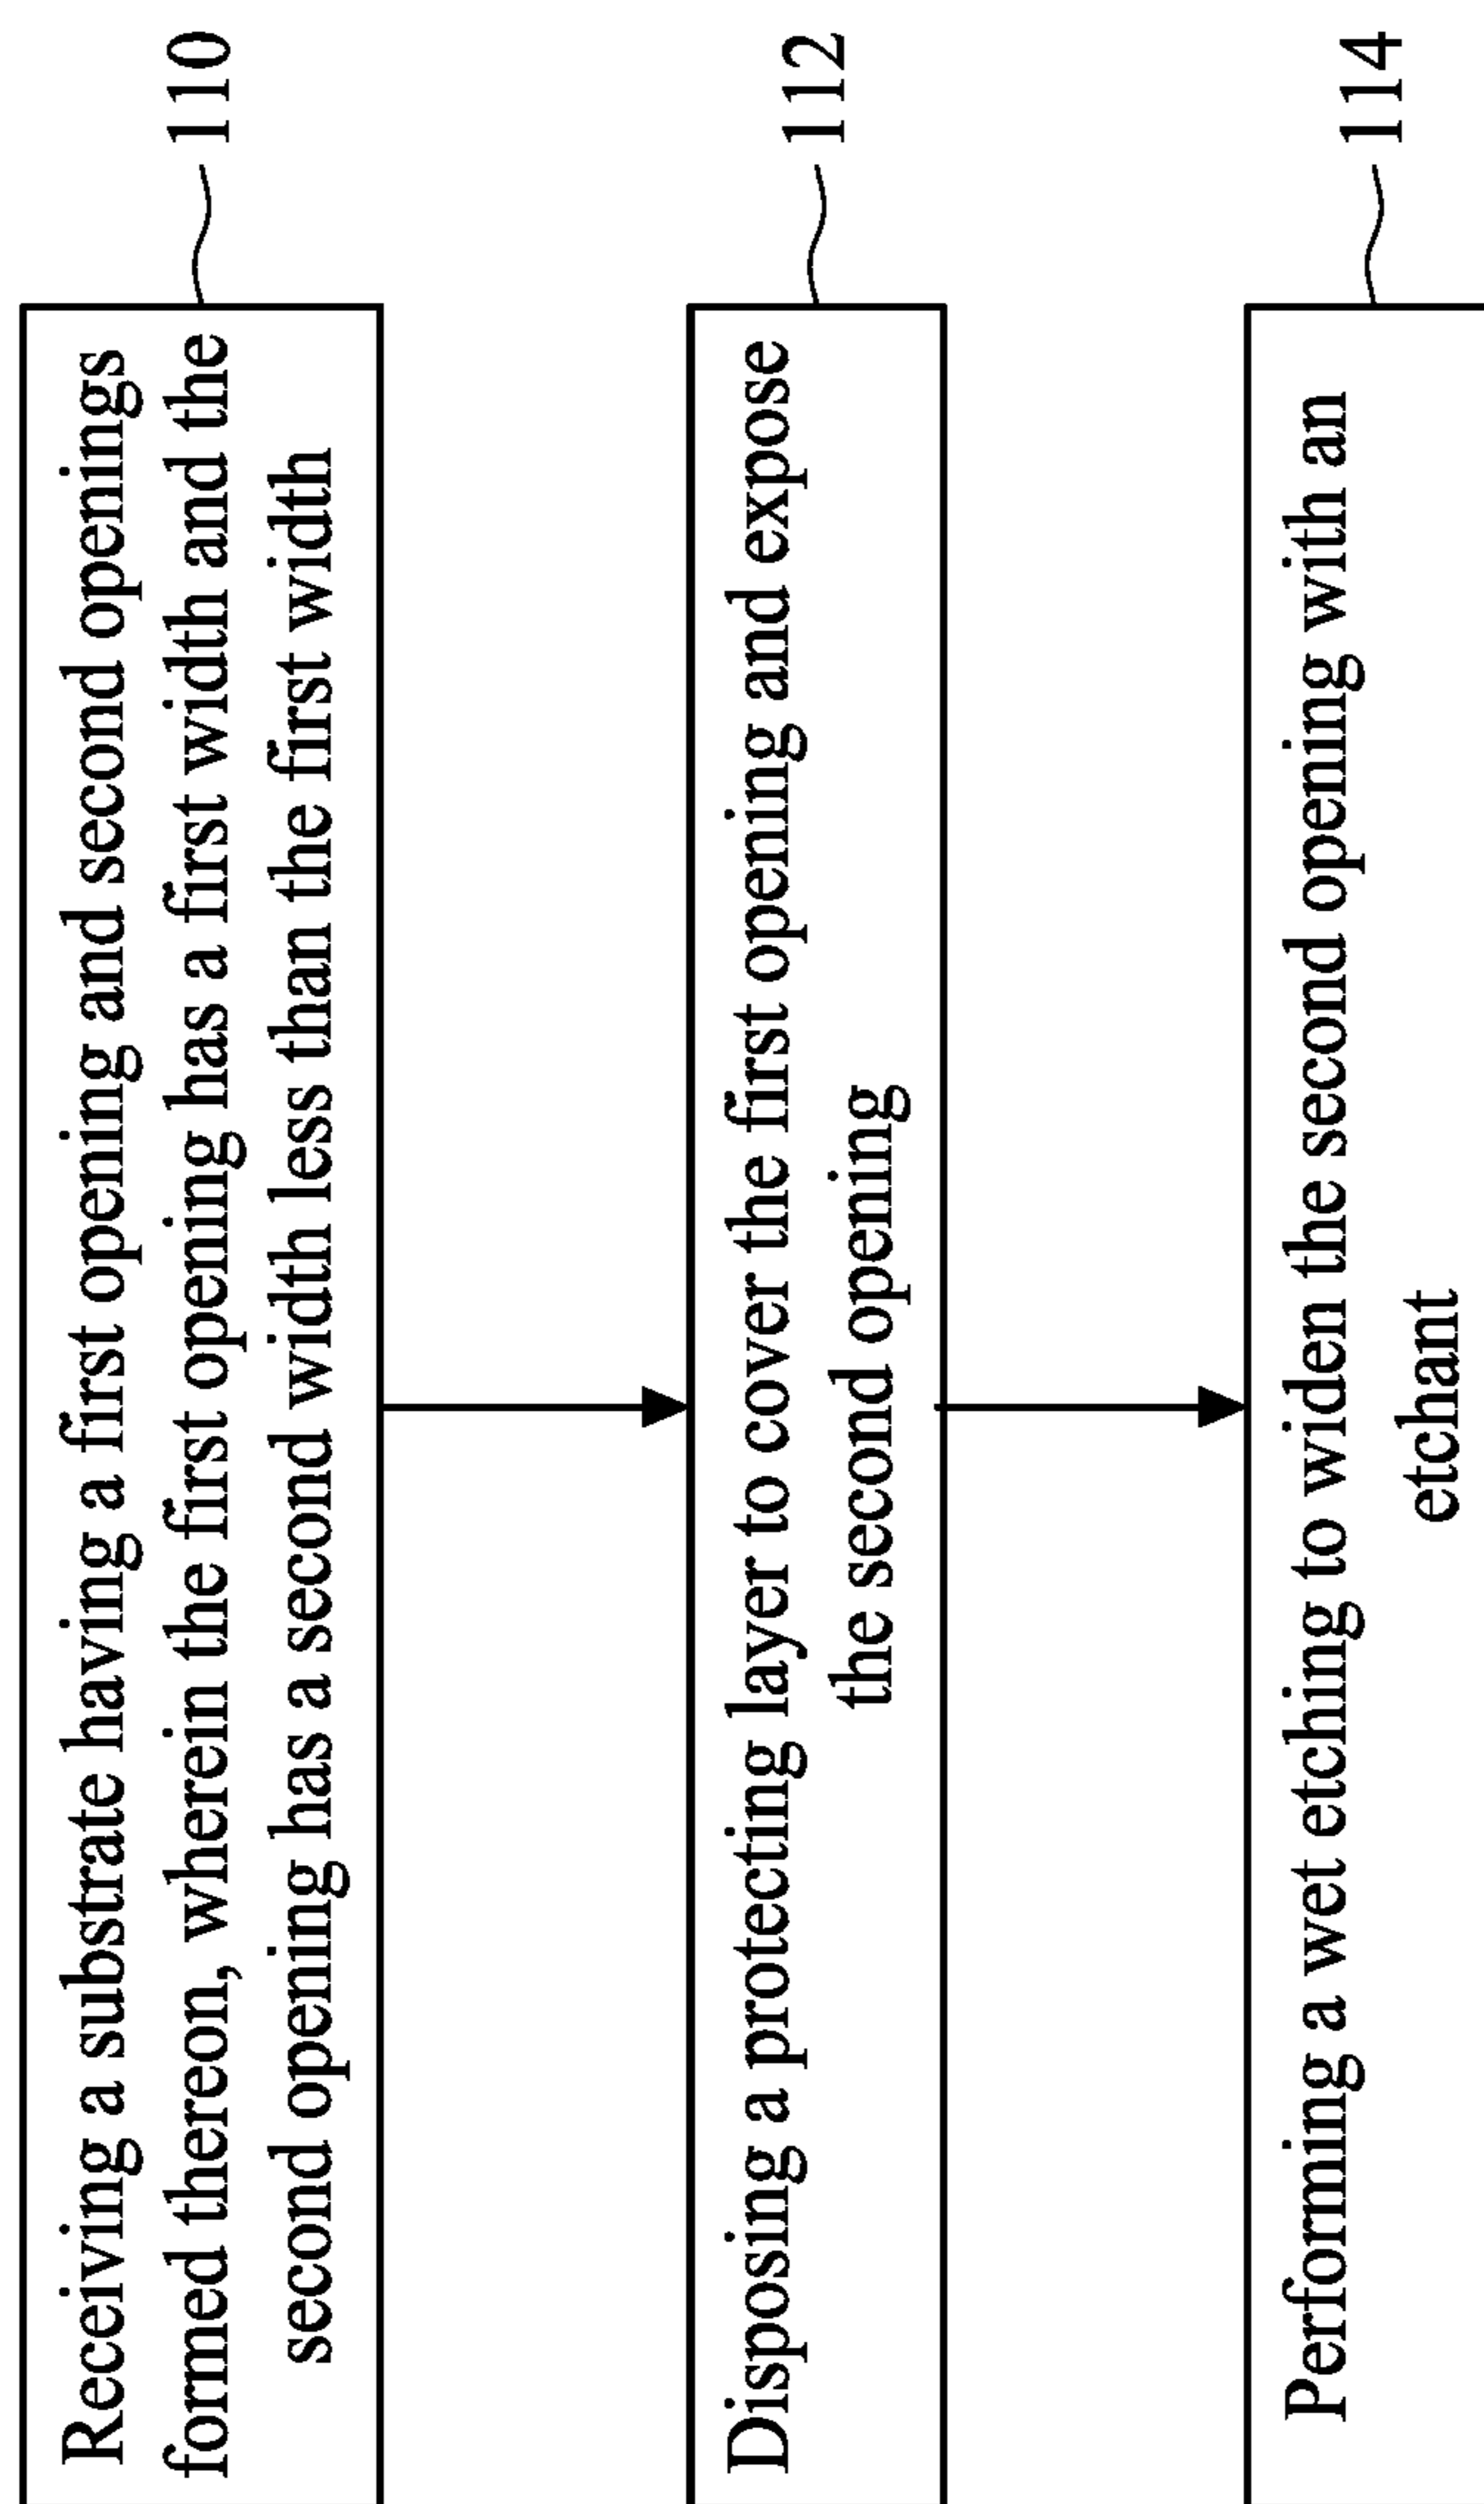 Receiving a substrate having a first opening and second openings
formed thereon, wherein the first opening has a first width and the
second opening has a second width less than the first width
110
Disposing a protecting layer to cover the first opening and expose
the second opening
112
Performing a wet etching to widen the second opening with an
etchant
114